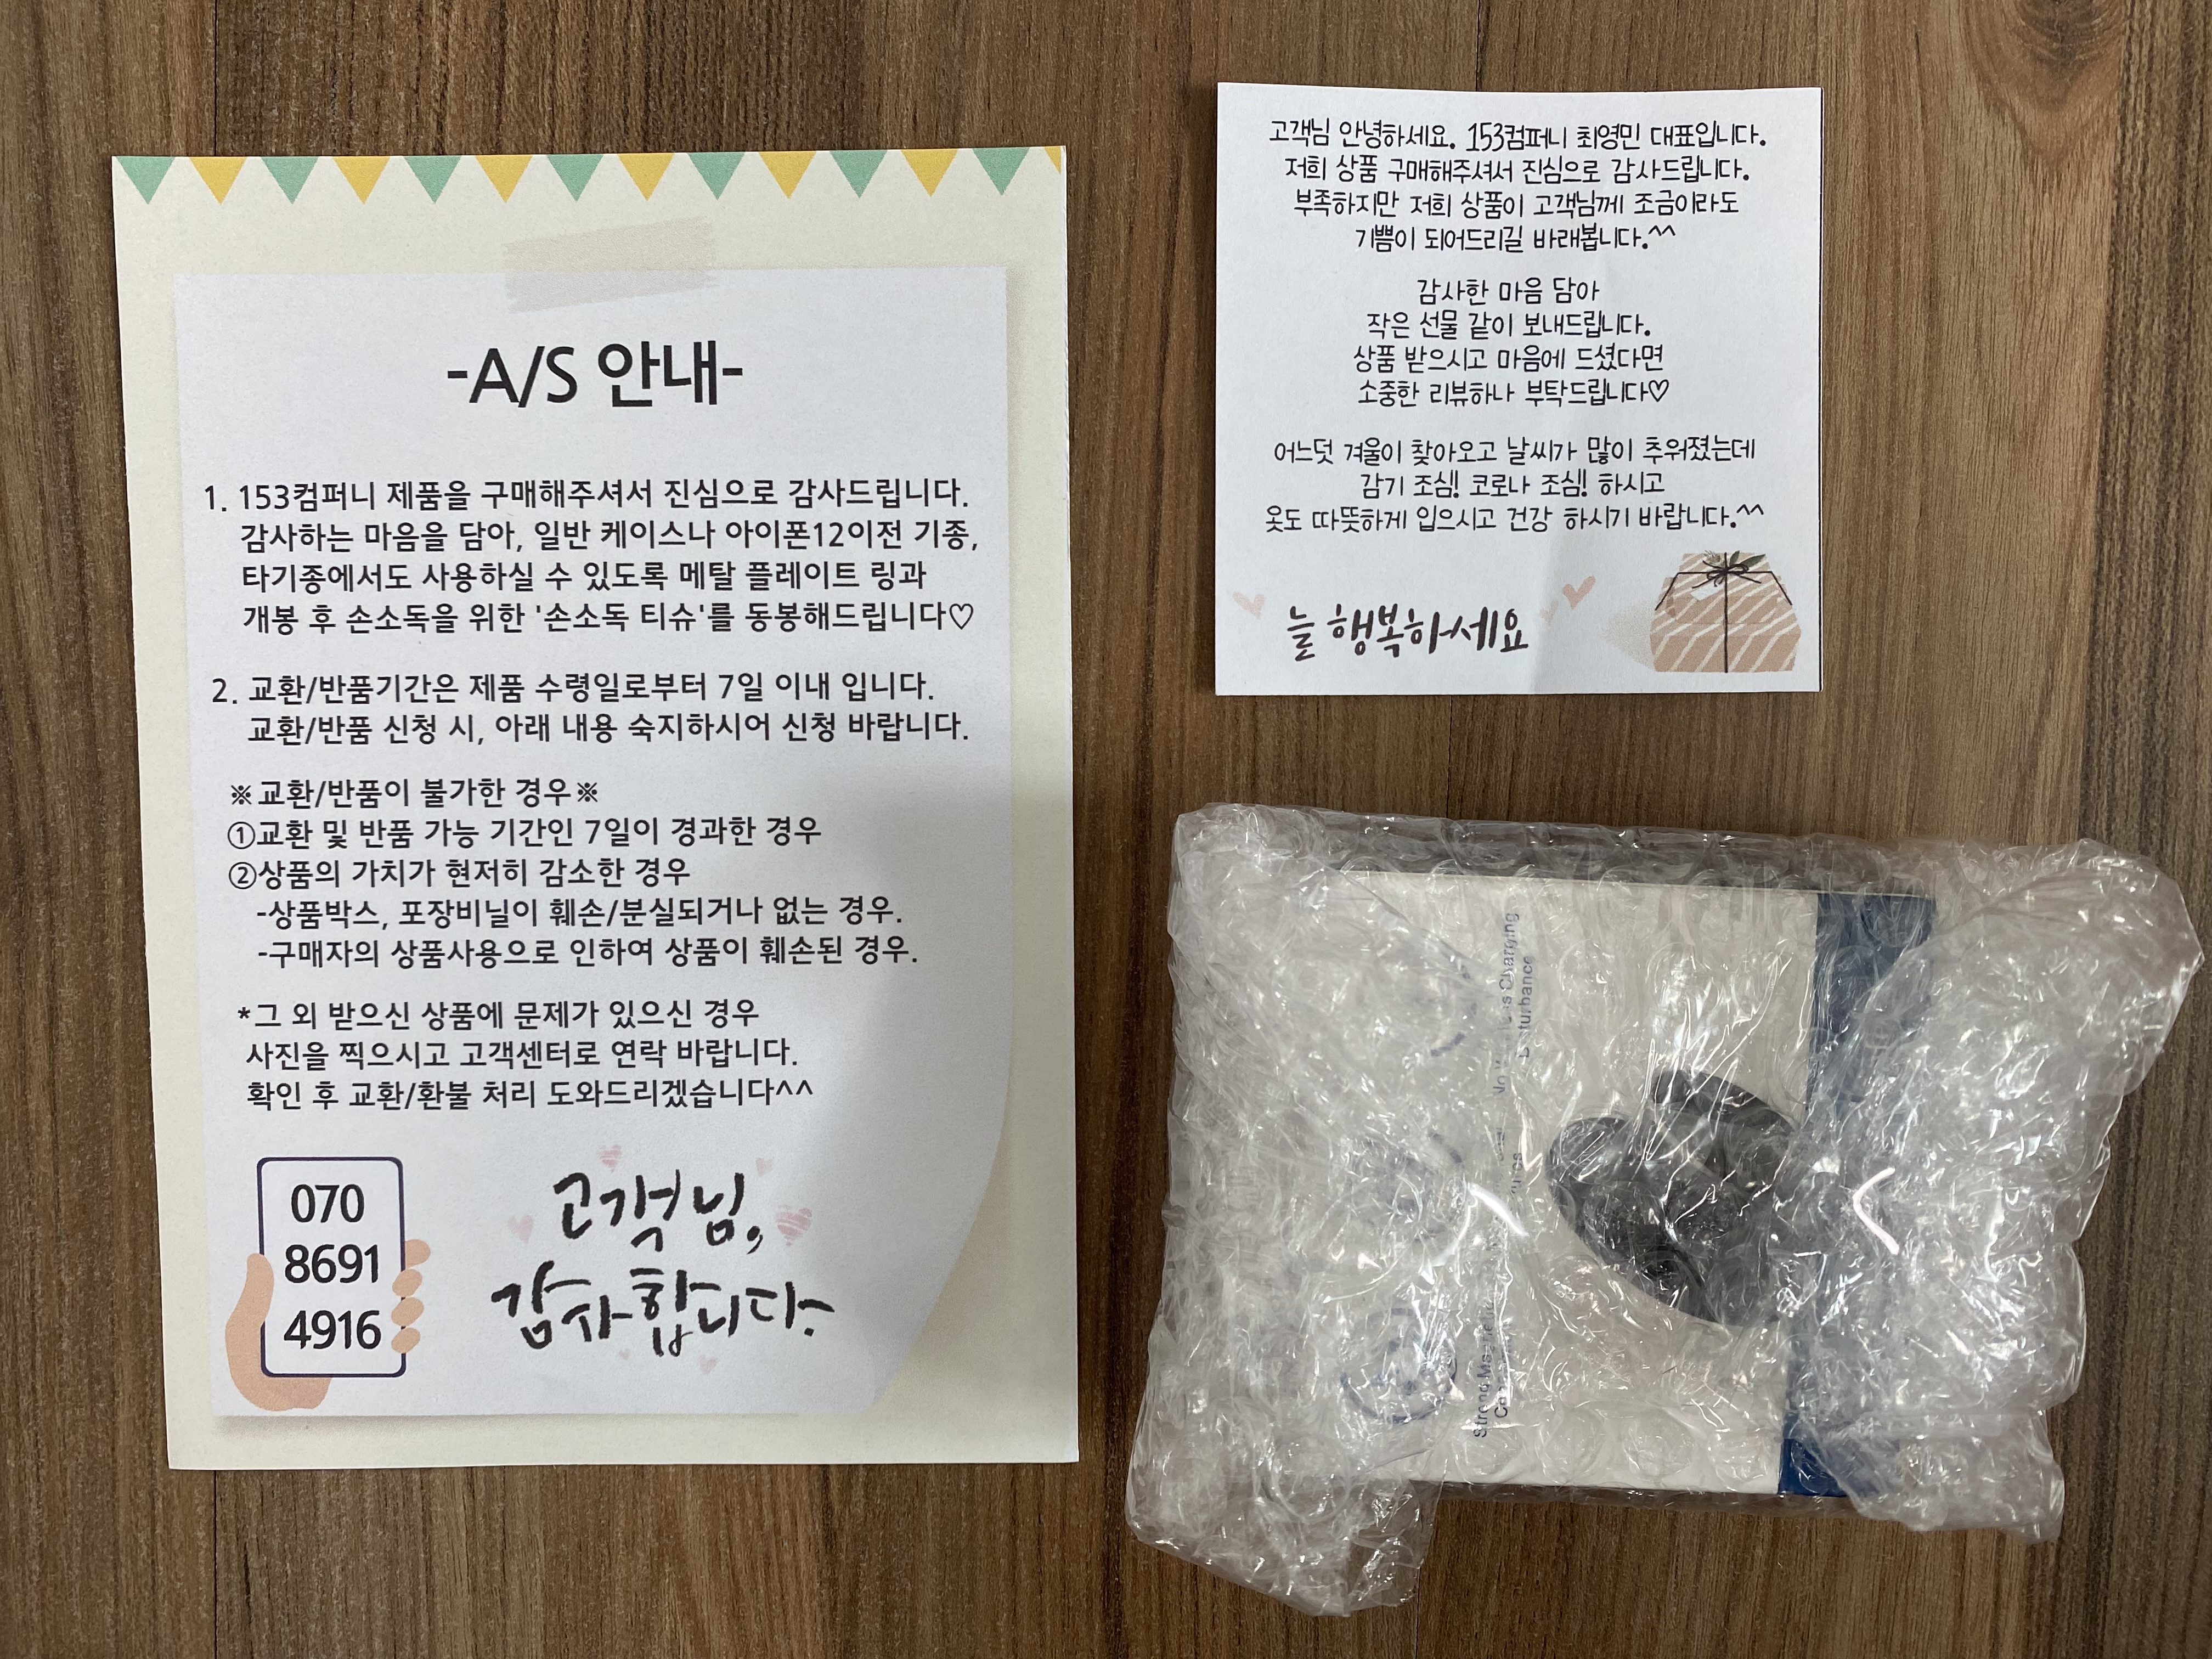 -A/S 안내-
1. 153컴퍼니 제품을 구매해주셔서 진심으로 감사드립니다.
감사하는 마음을 담아, 일반 케이스나 아이폰12이전 기종,
타기종에서도 사용하실 수 있도록 메탈 플레이트 링과
개봉 후 손소독을 위한 '손소독 티슈'를 동봉해드립니다♡
2. 교환/반품기간은 제품 수령일로부터 7일 이내 입니다.
교환/반품 신청 시, 아래 내용 숙지하시어 신청 바랍니다.
※교환/반품이 불가한 경우※
①교환 및 반품 가능 기간인 7일이 경과한 경우
②상품의 가치가 현저히 감소한 경우
-상품박스, 포장비닐이 훼손/분실되거나 없는 경우.
-구매자의 상품사용으로 인하여 상품이 훼손된 경우.
*그 외 받으신 상품에 문제가 있으신 경우
사진을 찍으시고 고객센터로 연락 바랍니다.
확인 후 교환/환불 처리 도와드리겠습니다^^
070
8691
4916
고객님,
감사합니다.
고객님 안녕하세요. 153컴퍼니 최영민 대표입니다.
저희 상품 구매해주셔서 진심으로 감사드립니다.
부족하지만 저희 상품이 고객님께 조금이라도
기쁨이 되어드리길 바래봅니다.^^
감사한 마음 담아
작은 선물 같이 보내드립니다.
상품 받으시고 마음에 드셨다면
소중한 리뷰하나 부탁드립니다♡
어느덧 겨울이 찾아오고 날씨가 많이 추워졌는데
감기 조심! 코로나 조심! 하시고
옷도 따뜻하게 입으시고 건강 하시기 바랍니다.^^
늘 행복하세요
Charging
Strong